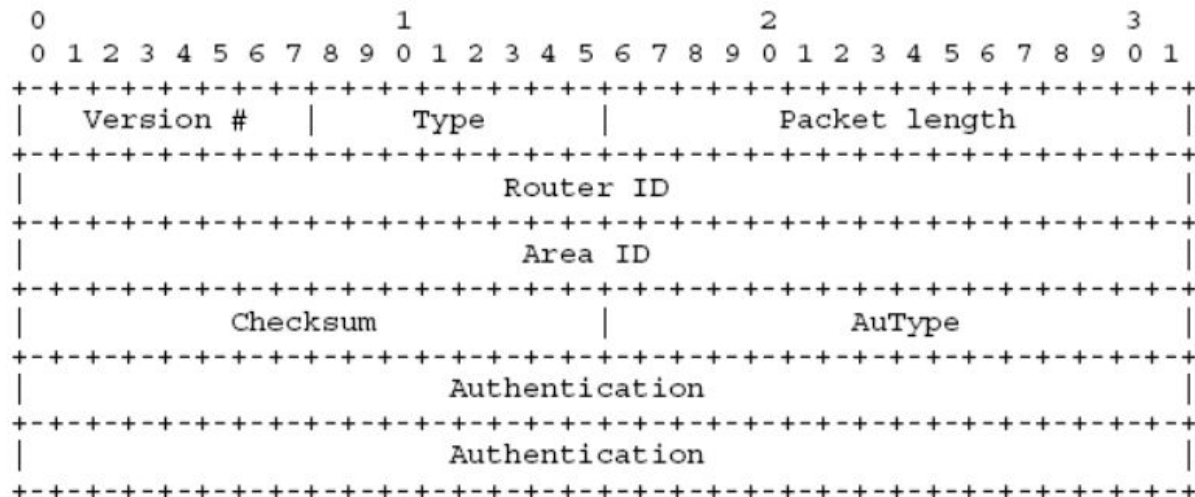 0                   1                   2                   3
0 1 2 3 4 5 6 7 8 9 0 1 2 3 4 5 6 7 8 9 0 1 2 3 4 5 6 7 8 9 0 1
+-+-+-+-+-+-+-+-+-+-+-+-+-+-+-+-+-+-+-+-+-+-+-+-+-+-+-+-+-+-+-+-+
| Version # | Type | Packet length |
+-+-+-+-+-+-+-+-+-+-+-+-+-+-+-+-+-+-+-+-+-+-+-+-+-+-+-+-+-+-+-+-+
| Router ID |
+-+-+-+-+-+-+-+-+-+-+-+-+-+-+-+-+-+-+-+-+-+-+-+-+-+-+-+-+-+-+-+-+
| Area ID |
+-+-+-+-+-+-+-+-+-+-+-+-+-+-+-+-+-+-+-+-+-+-+-+-+-+-+-+-+-+-+-+-+
| Checksum | AuType |
+-+-+-+-+-+-+-+-+-+-+-+-+-+-+-+-+-+-+-+-+-+-+-+-+-+-+-+-+-+-+-+-+
| Authentication |
+-+-+-+-+-+-+-+-+-+-+-+-+-+-+-+-+-+-+-+-+-+-+-+-+-+-+-+-+-+-+-+-+
| Authentication |
+-+-+-+-+-+-+-+-+-+-+-+-+-+-+-+-+-+-+-+-+-+-+-+-+-+-+-+-+-+-+-+-+